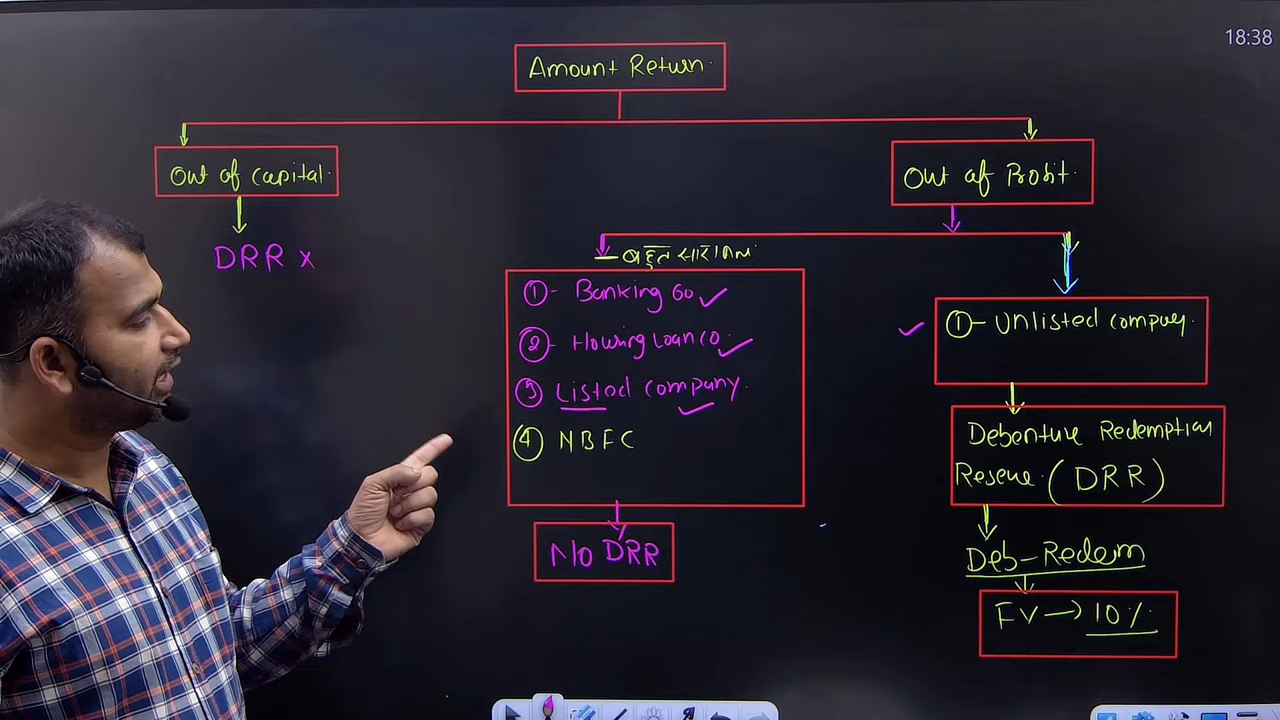 18:38
Amount Return
Out of capital
Out of Profit
DRR x
बहुत सारा
①- Banking Co ✓
②- Housing Loan co ✓
③ Listed company ✓
④ NBFC
No DRR
✓ ①- Unlisted company
Debenture Redemption
Reserve (DRR)
Deb-Redem
FV → 10%